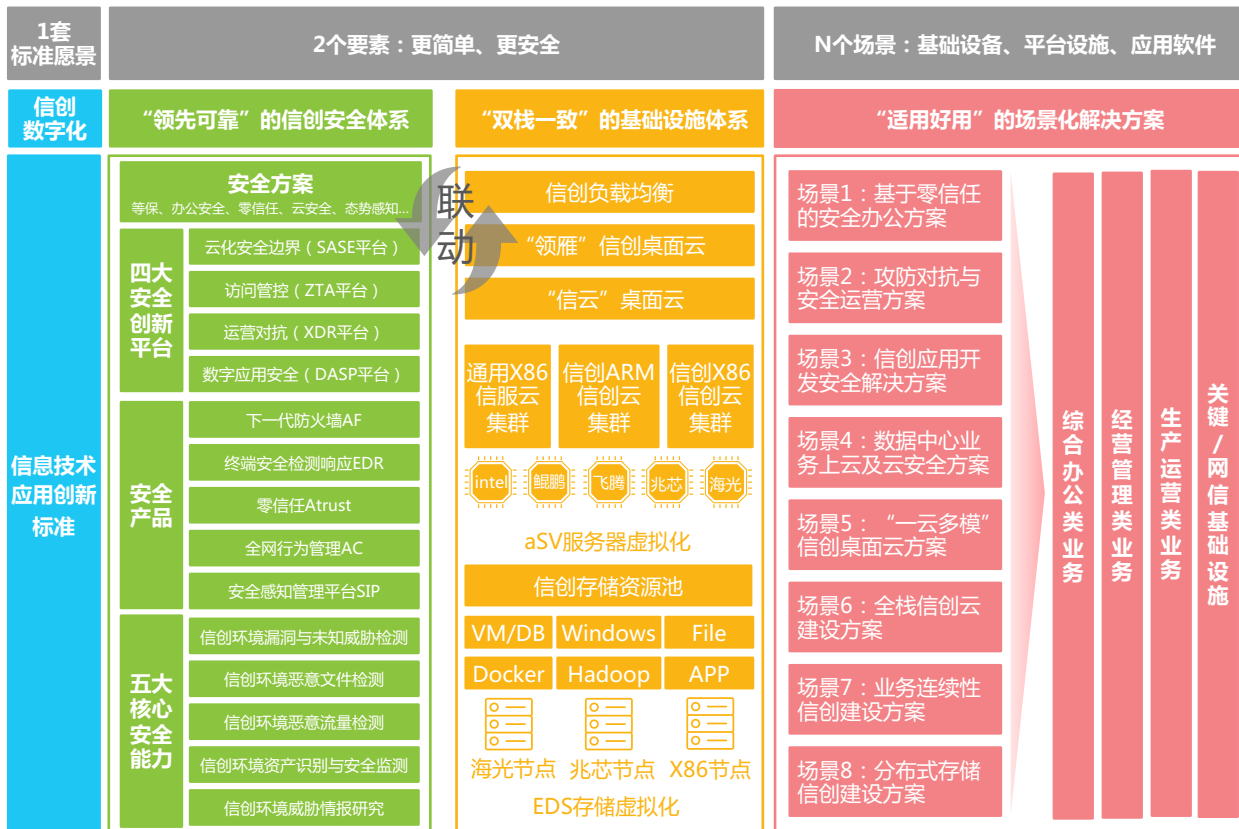 1套
标准愿景
2个要素：更简单、更安全
N个场景：基础设备、平台设施、应用软件
信创
数字化
“领先可靠”的信创安全体系
“双栈一致”的基础设施体系
“适用好用”的场景化解决方案
信息技术
应用创新
标准
安全方案
等保、办公安全、零信任、云安全、态势感知...
四大
安全
创新
平台
云化安全边界（SASE平台）
访问管控（ZTA平台）
运营对抗（XDR平台）
数字应用安全（DASP平台）
安全
产品
下一代防火墙AF
终端安全检测响应EDR
零信任Atrust
全网行为管理AC
安全感知管理平台SIP
五大
核心
安全
能力
信创环境漏洞与未知威胁检测
信创环境恶意文件检测
信创环境恶意流量检测
信创环境资产识别与安全监测
信创环境威胁情报研究
联
动
信创负载均衡
“领雁”信创桌面云
“信云”桌面云
通用X86
信服云
集群
信创ARM
信创云
集群
信创X86
信创云
集群
intel
鲲鹏
飞腾
兆芯
海光
aSV服务器虚拟化
信创存储资源池
VM/DB
Windows
File
Docker
Hadoop
APP
海光节点
兆芯节点
X86节点
EDS存储虚拟化
场景1：基于零信任
的安全办公方案
场景2：攻防对抗与
安全运营方案
场景3：信创应用开
发安全解决方案
场景4：数据中心业
务上云及云安全方案
场景5：“一云多模”
信创桌面云方案
场景6：全栈信创云
建设方案
场景7：业务连续性
信创建设方案
场景8：分布式存储
信创建设方案
综合办公类业务
经营管理类业务
生产运营类业务
关键/网信基础设施